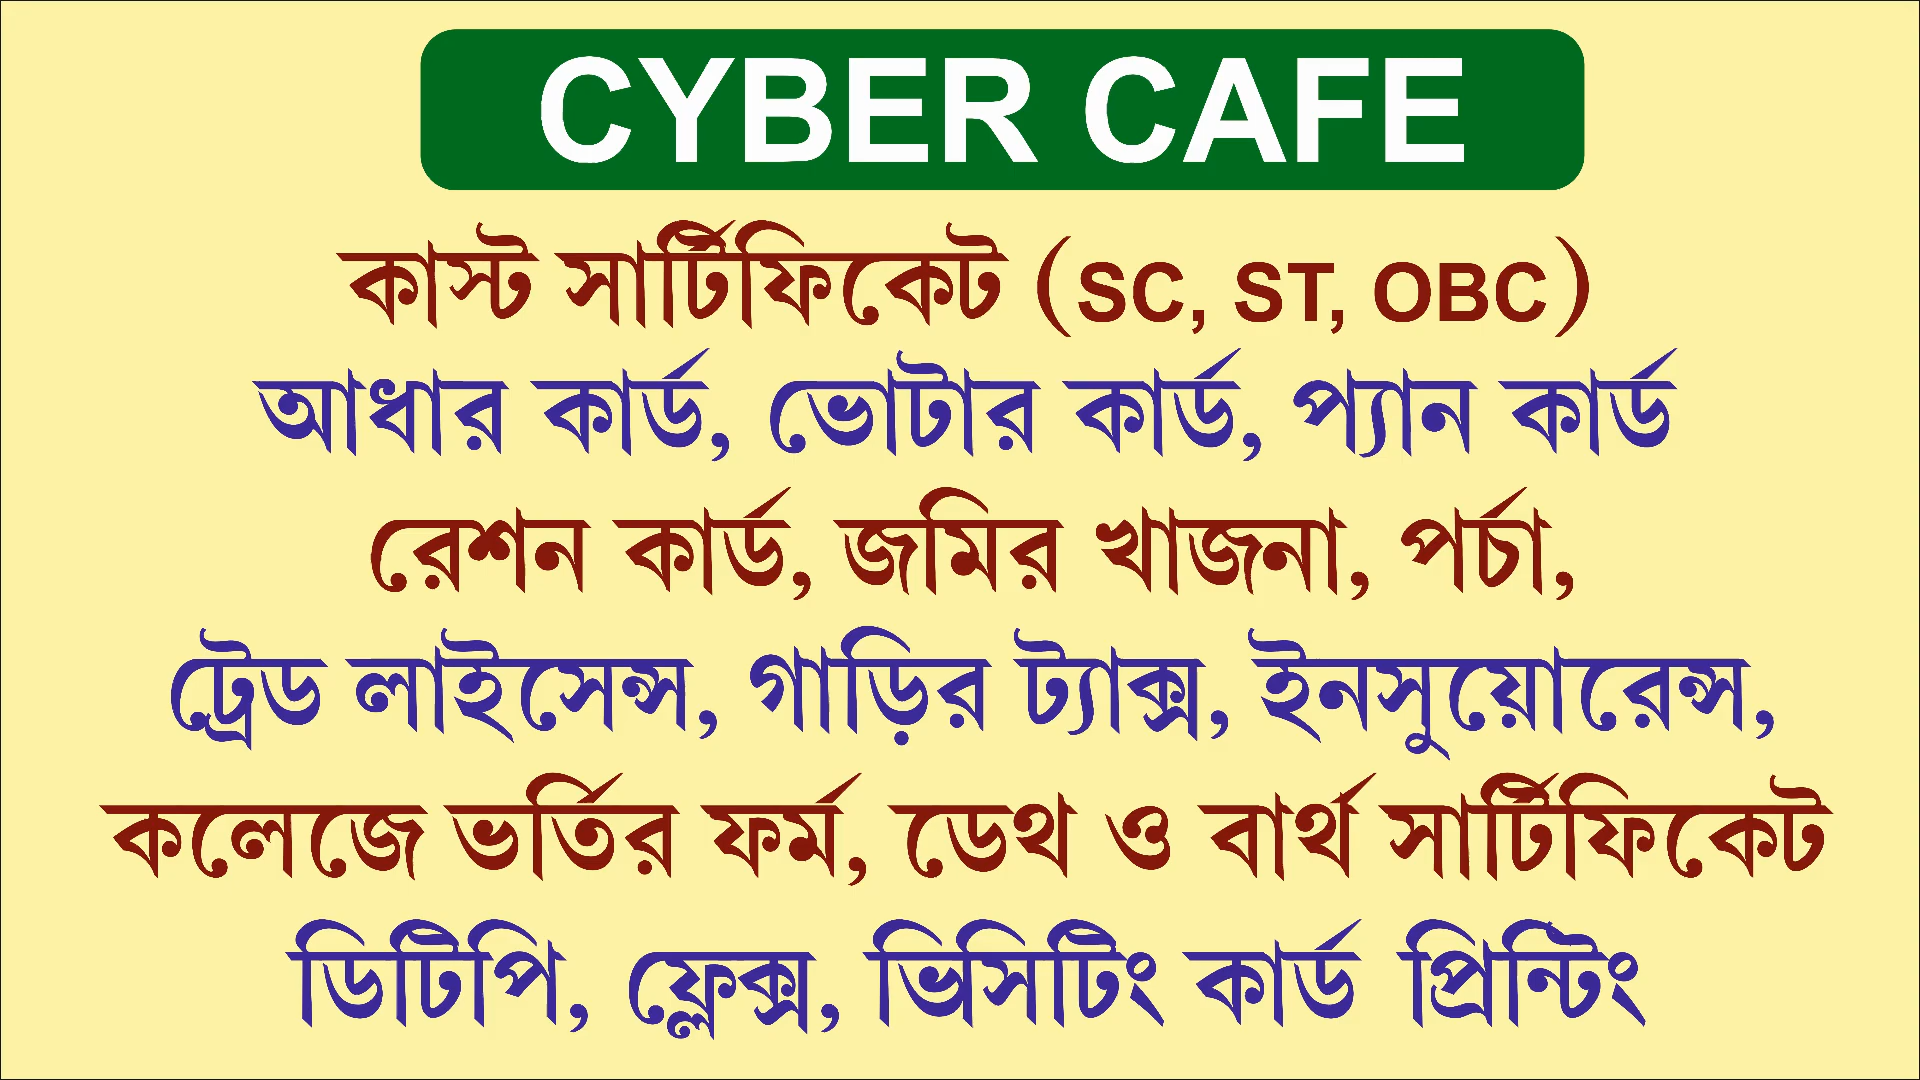 CYBER CAFE
কাস্ট সার্টিফিকেট (SC, ST, OBC)
আধার কার্ড, ভোটার কার্ড, প্যান কার্ড
রেশন কার্ড, জমির খাজনা, পর্চা,
ট্রেড লাইসেন্স, গাড়ির ট্যাক্স, ইনসুয়োরেন্স,
কলেজে ভর্তির ফর্ম, ডেথ ও বার্থ সার্টিফিকেট
ডিটিপি, ফ্লেক্স, ভিসিটিং কার্ড প্রিন্টিং